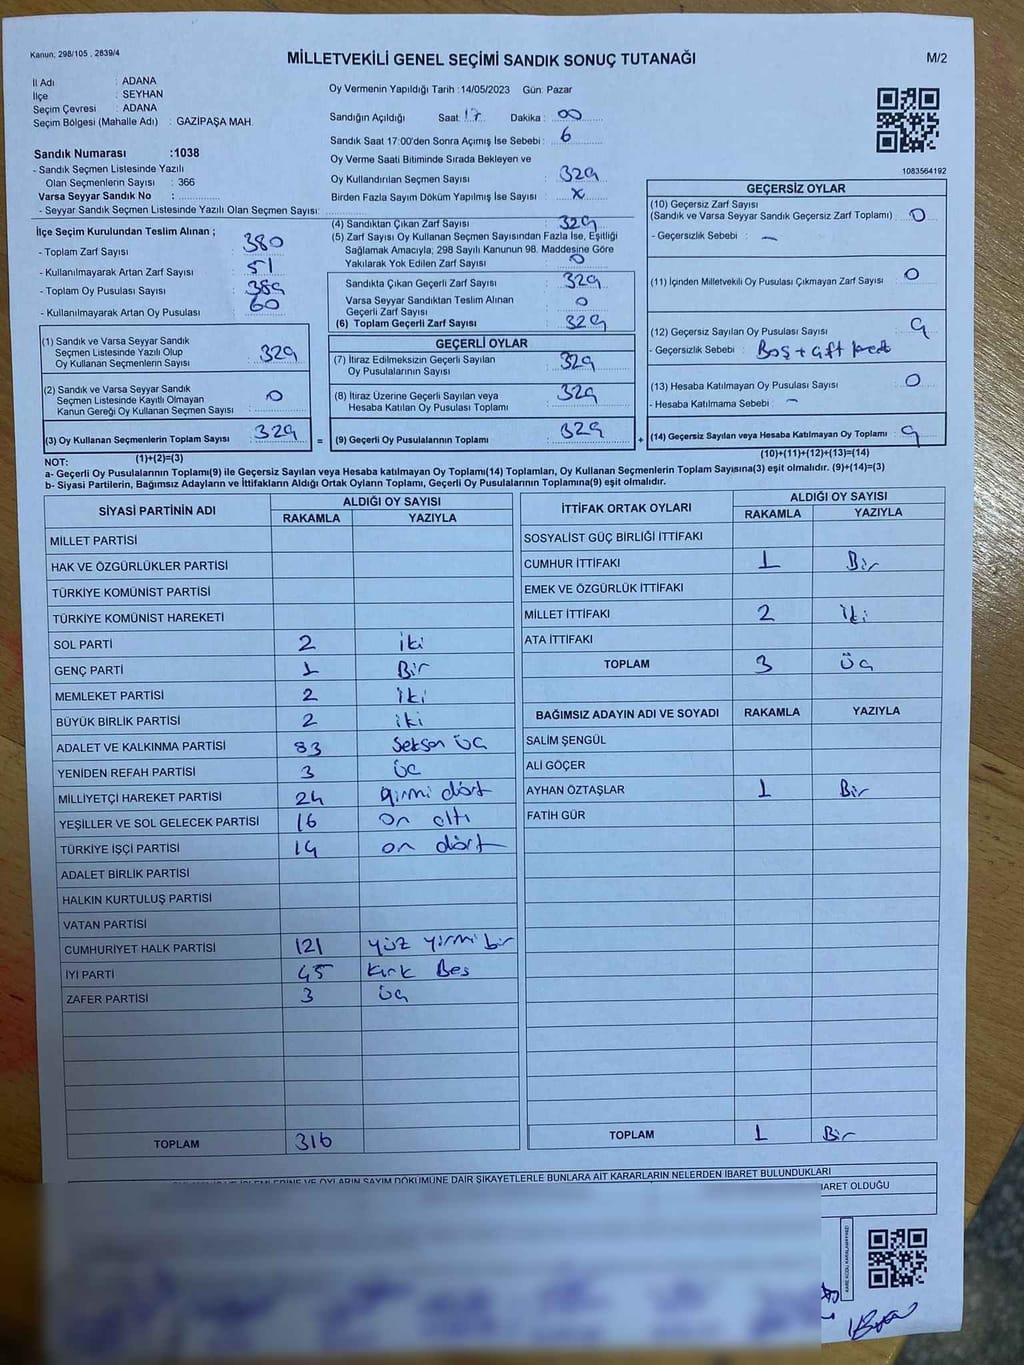 Kanun: 298/105 , 2839/4
MİLLETVEKİLİ GENEL SEÇİMİ SANDIK SONUÇ TUTANAĞI
M/2
İl Adı : ADANA
İlçe : SEYHAN
Seçim Çevresi : ADANA
Seçim Bölgesi (Mahalle Adı) : GAZİPAŞA MAH.
Oy Vermenin Yapıldığı Tarih :14/05/2023 Gün: Pazar
Sandığın Açıldığı Saat: 17 Dakika : 00
Sandık Saat 17:00'den Sonra Açımış İse Sebebi : 6
Oy Verme Saati Bitiminde Sırada Bekleyen ve
Oy Kullandırılan Seçmen Sayısı : 329
Birden Fazla Sayım Döküm Yapılmış İse Sayısı : x
1083564192
Sandık Numarası :1038
- Sandık Seçmen Listesinde Yazılı
Olan Seçmenlerin Sayısı : 366
Varsa Seyyar Sandık No :
- Seyyar Sandık Seçmen Listesinde Yazılı Olan Seçmen Sayısı:
İlçe Seçim Kurulundan Teslim Alınan ;
- Toplam Zarf Sayısı : 380
- Kullanılmayarak Artan Zarf Sayısı : 51
- Toplam Oy Pusulası Sayısı : 389
- Kullanılmayarak Artan Oy Pusulası : 60
(1) Sandık ve Varsa Seyyar Sandık
Seçmen Listesinde Yazılı Olup
Oy Kullanan Seçmenlerin Sayısı : 329
(2) Sandık ve Varsa Seyyar Sandık
Seçmen Listesinde Kayıtlı Olmayan
Kanun Gereği Oy Kullanan Seçmen Sayısı : 0
(3) Oy Kullanan Seçmenlerin Toplam Sayısı : 329
(1)+(2)=(3)
(4) Sandıktan Çıkan Zarf Sayısı : 329
(5) Zarf Sayısı Oy Kullanan Seçmen Sayısından Fazla İse, Eşitliği
Sağlamak Amacıyla; 298 Sayılı Kanunun 98. Maddesine Göre
Yakılarak Yok Edilen Zarf Sayısı : 0
Sandıkta Çıkan Geçerli Zarf Sayısı : 329
Varsa Seyyar Sandıktan Teslim Alınan
Geçerli Zarf Sayısı : 0
(6) Toplam Geçerli Zarf Sayısı : 329
GEÇERLİ OYLAR
(7) İtiraz Edilmeksizin Geçerli Sayılan
Oy Pusulalarının Sayısı : 329
(8) İtiraz Üzerine Geçerli Sayılan veya
Hesaba Katılan Oy Pusulası Toplamı : 329
= (9) Geçerli Oy Pusulalarının Toplamı : 329 +
GEÇERSİZ OYLAR
(10) Geçersiz Zarf Sayısı
(Sandık ve Varsa Seyyar Sandık Geçersiz Zarf Toplamı) : 0
- Geçersizlik Sebebi : -
(11) İçinden Milletvekili Oy Pusulası Çıkmayan Zarf Sayısı : 0
(12) Geçersiz Sayılan Oy Pusulası Sayısı : 9
- Geçersizlik Sebebi : Boş + çift
(13) Hesaba Katılmayan Oy Pusulası Sayısı : 0
- Hesaba Katılmama Sebebi : -
(14) Geçersiz Sayılan veya Hesaba Katılmayan Oy Toplamı : 9
(10)+(11)+(12)+(13)=(14)
NOT:
a- Geçerli Oy Pusulalarının Toplamı(9) ile Geçersiz Sayılan veya Hesaba katılmayan Oy Toplamı(14) Toplamları, Oy Kullanan Seçmenlerin Toplam Sayısına(3) eşit olmalıdır. (9)+(14)=(3)
b- Siyasi Partilerin, Bağımsız Adayların ve İttifakların Aldığı Ortak Oyların Toplamı, Geçerli Oy Pusulalarının Toplamına(9) eşit olmalıdır.
SİYASİ PARTİNİN ADI ALDIĞI OY SAYISI
RAKAMLA YAZIYLA
MİLLET PARTİSİ
HAK VE ÖZGÜRLÜKLER PARTİSİ
TÜRKİYE KOMÜNİST PARTİSİ
TÜRKİYE KOMÜNİST HAREKETİ
SOL PARTİ 2 iki
GENÇ PARTİ 1 Bir
MEMLEKET PARTİSİ 2 iki
BÜYÜK BİRLİK PARTİSİ 2 iki
ADALET VE KALKINMA PARTİSİ 83 Seksen üç
YENİDEN REFAH PARTİSİ 3 üç
MİLLİYETÇİ HAREKET PARTİSİ 24 yirmi dört
YEŞİLLER VE SOL GELECEK PARTİSİ 16 on altı
TÜRKİYE İŞÇİ PARTİSİ 14 on dört
ADALET BİRLİK PARTİSİ
HALKIN KURTULUŞ PARTİSİ
VATAN PARTİSİ
CUMHURİYET HALK PARTİSİ 121 yüz yirmi bir
İYİ PARTİ 45 Kırk Beş
ZAFER PARTİSİ 3 üç
TOPLAM 316
İTTİFAK ORTAK OYLARI ALDIĞI OY SAYISI
RAKAMLA YAZIYLA
SOSYALİST GÜÇ BİRLİĞİ İTTİFAKI
CUMHUR İTTİFAKI 1 Bir
EMEK VE ÖZGÜRLÜK İTTİFAKI
MİLLET İTTİFAKI 2 iki
ATA İTTİFAKI
TOPLAM 3 üç
BAĞIMSIZ ADAYIN ADI VE SOYADI RAKAMLA YAZIYLA
SALİM ŞENGÜL
ALİ GÖÇER
AYHAN ÖZTAŞLAR 1 Bir
FATİH GÜR
TOPLAM 1 Bir
İŞLEMLERİNE VE OYLARIN SAYIM DÖKÜMÜNE DAİR ŞİKAYETLERLE BUNLARA AİT KARARLARIN NELERDEN İBARET BULUNDUKLARI
İBARET OLDUĞU